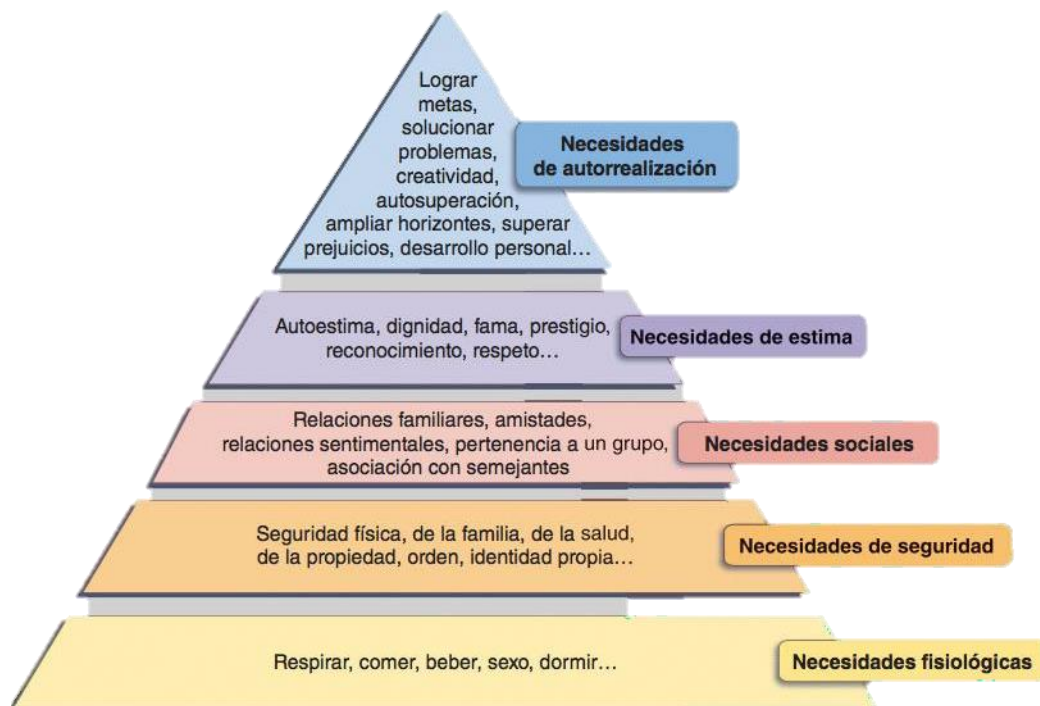 Lograr
metas,
solucionar
problemas,
creatividad,
autosuperación,
ampliar horizontes, superar
prejuicios, desarrollo personal…
Necesidades
de autorrealización
Autoestima, dignidad, fama, prestigio,
reconocimiento, respeto…
Necesidades de estima
Relaciones familiares, amistades,
relaciones sentimentales, pertenencia a un grupo,
asociación con semejantes
Necesidades sociales
Seguridad física, de la familia, de la salud,
de la propiedad, orden, identidad propia…
Necesidades de seguridad
Respirar, comer, beber, sexo, dormir…
Necesidades fisiológicas